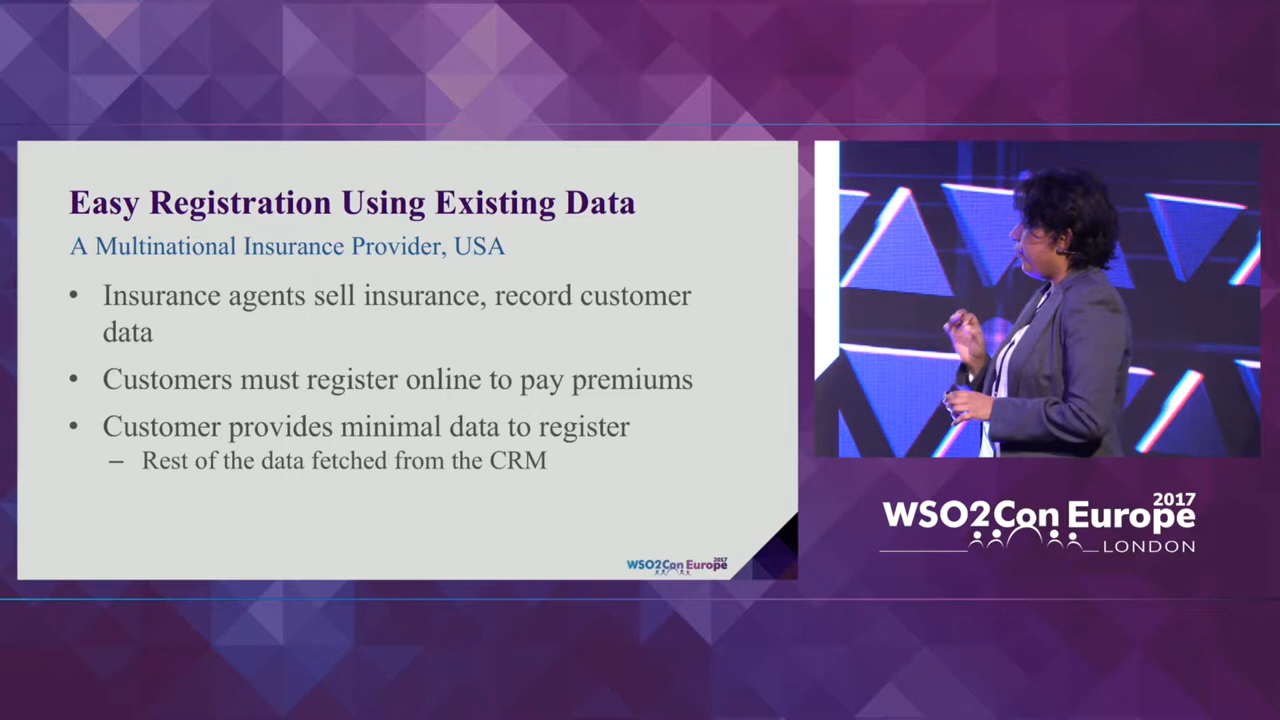 Easy Registration Using Existing Data
A Multinational Insurance Provider, USA
• Insurance agents sell insurance, record customer
data
• Customers must register online to pay premiums
• Customer provides minimal data to register
– Rest of the data fetched from the CRM
WSO2Con Europe 2017
2017
WSO2Con Europe
LONDON